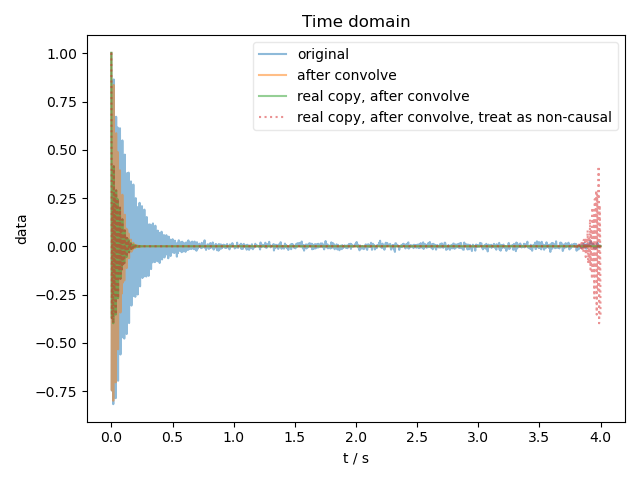 Time domain
original
after convolve
real copy, after convolve
real copy, after convolve, treat as non-causal
data
1.00
0.75
0.50
0.25
0.00
−0.25
−0.50
−0.75
0.0 0.5 1.0 1.5 2.0 2.5 3.0 3.5 4.0
t / s